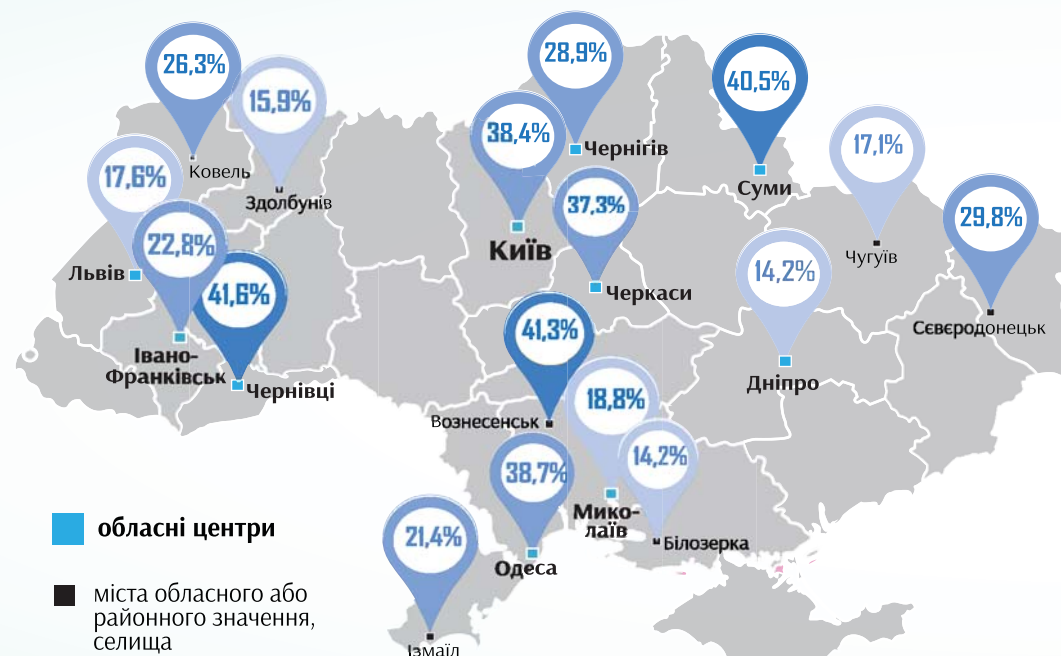 26,3%
Ковель
15,9%
Здолбунів
28,9%
Чернігів
40,5%
Суми
38,4%
Київ
17,6%
Львів
37,3%
Черкаси
17,1%
Чугуїв
29,8%
Сєвєродонецьк
22,8%
Івано-
Франківськ
41,6%
Чернівці
14,2%
Дніпро
41,3%
Вознесенськ
18,8%
Мико-
лаїв
14,2%
Білозерка
38,7%
Одеса
21,4%
Ізмаїл
обласні центри
міста обласного або
районного значення,
селища